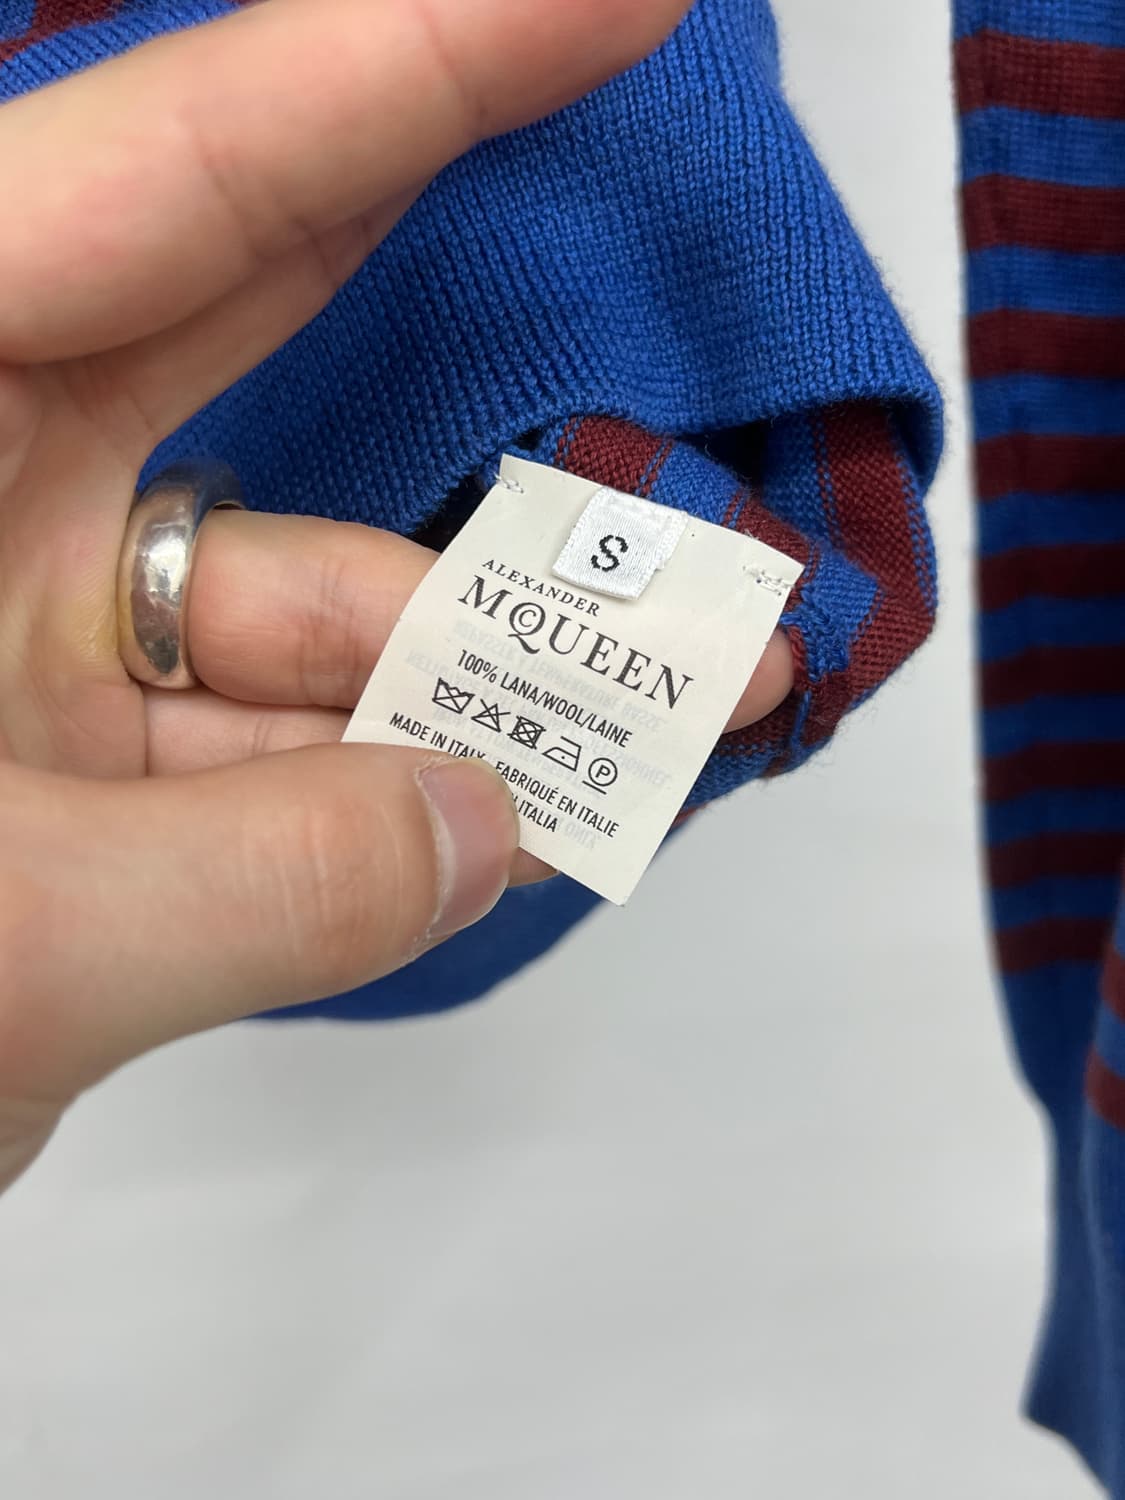 S
ALEXANDER
McQUEEN
100% LANA/WOOL/LAINE
P
MADE IN ITALY FABRIQUÉ EN ITALIE
ITALIA